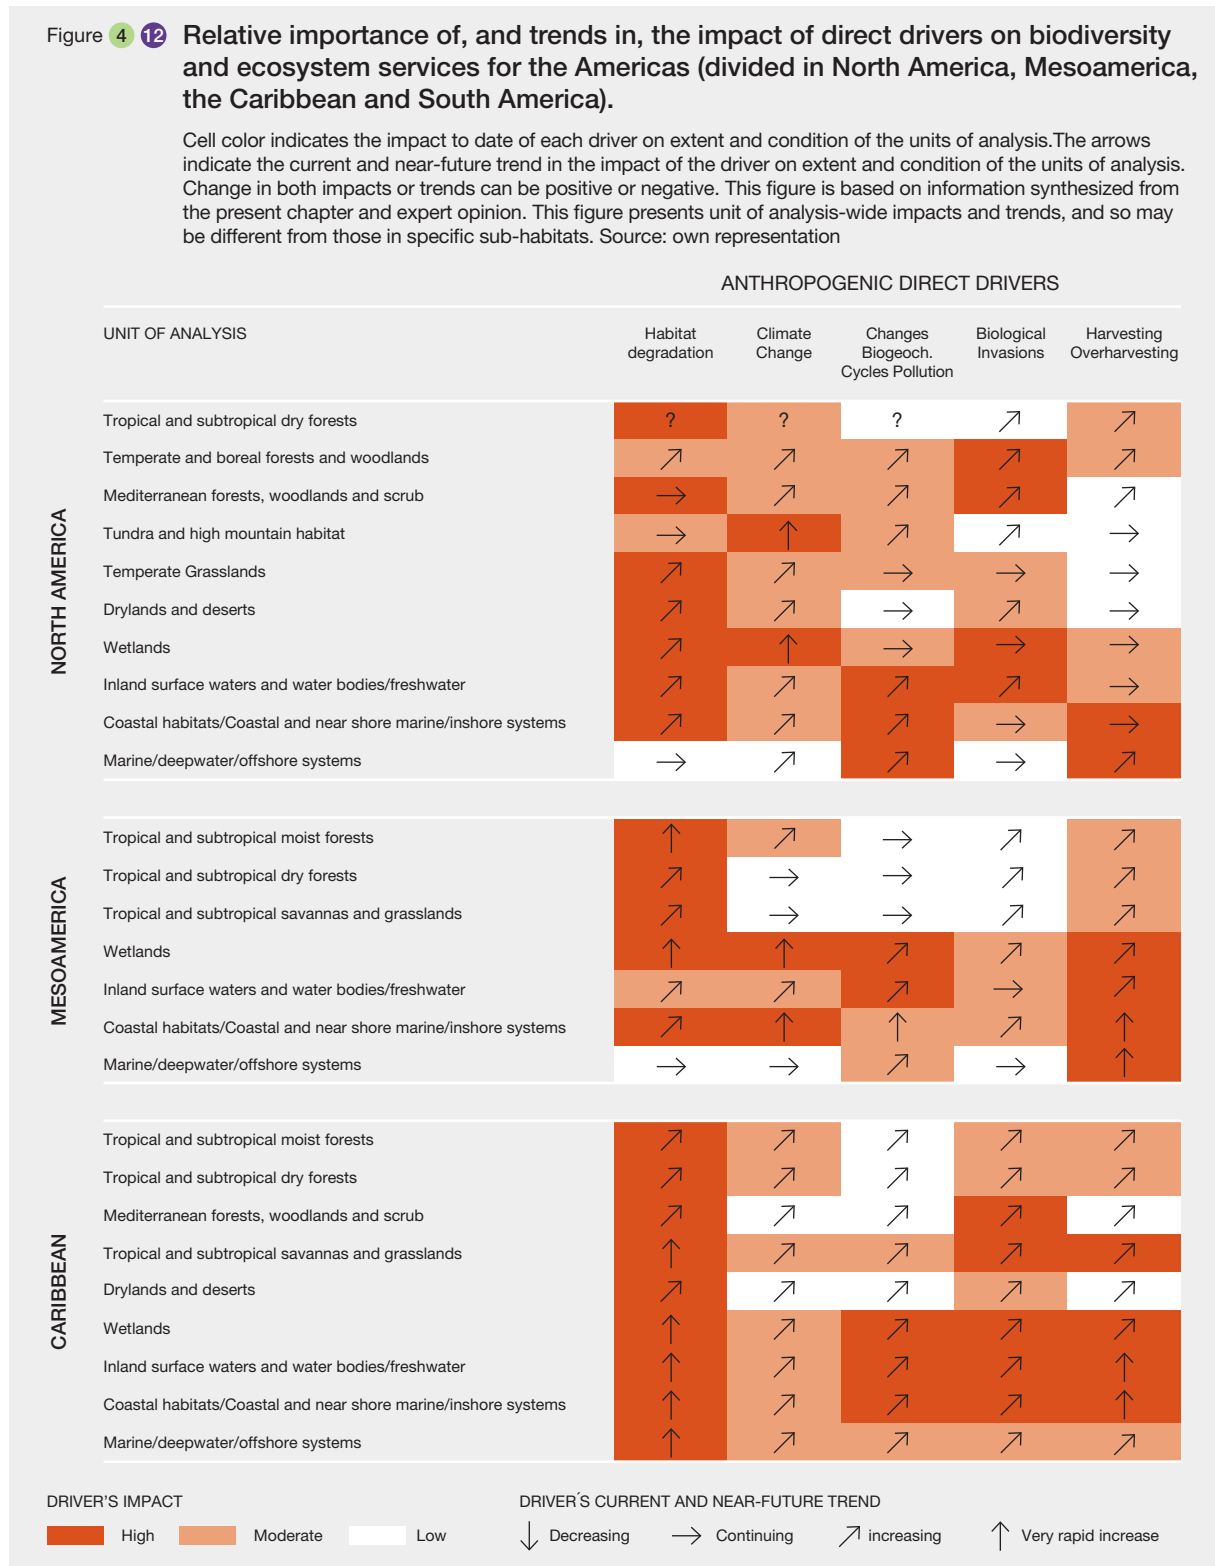 Figure 4 12 Relative importance of, and trends in, the impact of direct drivers on biodiversity
and ecosystem services for the Americas (divided in North America, Mesoamerica,
the Caribbean and South America).
Cell color indicates the impact to date of each driver on extent and condition of the units of analysis.The arrows
indicate the current and near-future trend in the impact of the driver on extent and condition of the units of analysis.
Change in both impacts or trends can be positive or negative. This figure is based on information synthesized from
the present chapter and expert opinion. This figure presents unit of analysis-wide impacts and trends, and so may
be different from those in specific sub-habitats. Source: own representation
ANTHROPOGENIC DIRECT DRIVERS
UNIT OF ANALYSIS
Habitat
degradation
Climate
Change
Changes
Biogeoch.
Cycles Pollution
Biological
Invasions
Harvesting
Overharvesting
NORTH AMERICA
Tropical and subtropical dry forests ? ? ?
Temperate and boreal forests and woodlands
Mediterranean forests, woodlands and scrub
Tundra and high mountain habitat
Temperate Grasslands
Drylands and deserts
Wetlands
Inland surface waters and water bodies/freshwater
Coastal habitats/Coastal and near shore marine/inshore systems
Marine/deepwater/offshore systems
MESOAMERICA
Tropical and subtropical moist forests
Tropical and subtropical dry forests
Tropical and subtropical savannas and grasslands
Wetlands
Inland surface waters and water bodies/freshwater
Coastal habitats/Coastal and near shore marine/inshore systems
Marine/deepwater/offshore systems
CARIBBEAN
Tropical and subtropical moist forests
Tropical and subtropical dry forests
Mediterranean forests, woodlands and scrub
Tropical and subtropical savannas and grasslands
Drylands and deserts
Wetlands
Inland surface waters and water bodies/freshwater
Coastal habitats/Coastal and near shore marine/inshore systems
Marine/deepwater/offshore systems
DRIVER'S IMPACT
High Moderate Low
DRIVER´S CURRENT AND NEAR-FUTURE TREND
Decreasing Continuing increasing Very rapid increase